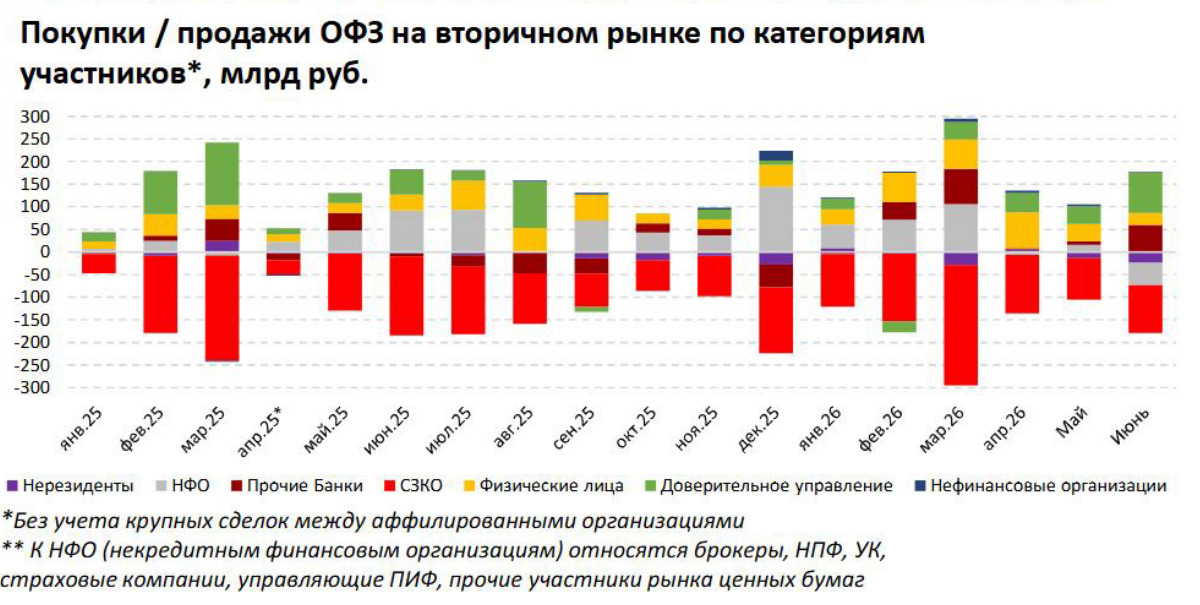 Покупки / продажи ОФЗ на вторичном рынке по категориям
участников*, млрд руб.
300
250
200
150
100
50
0
-50
-100
-150
-200
-250
-300
янв.25
фев.25
мар.25
апр.25*
май.25
июн.25
июл.25
авг.25
сен.25
окт.25
ноя.25
дек.25
янв.26
фев.26
мар.26
апр.26
Май
Июнь
Нерезиденты
НФО
Прочие Банки
СЗКО
Физические лица
Доверительное управление
Нефинансовые организации
*Без учета крупных сделок между аффилированными организациями
** К НФО (некредитным финансовым организациям) относятся брокеры, НПФ, УК,
страховые компании, управляющие ПИФ, прочие участники рынка ценных бумаг